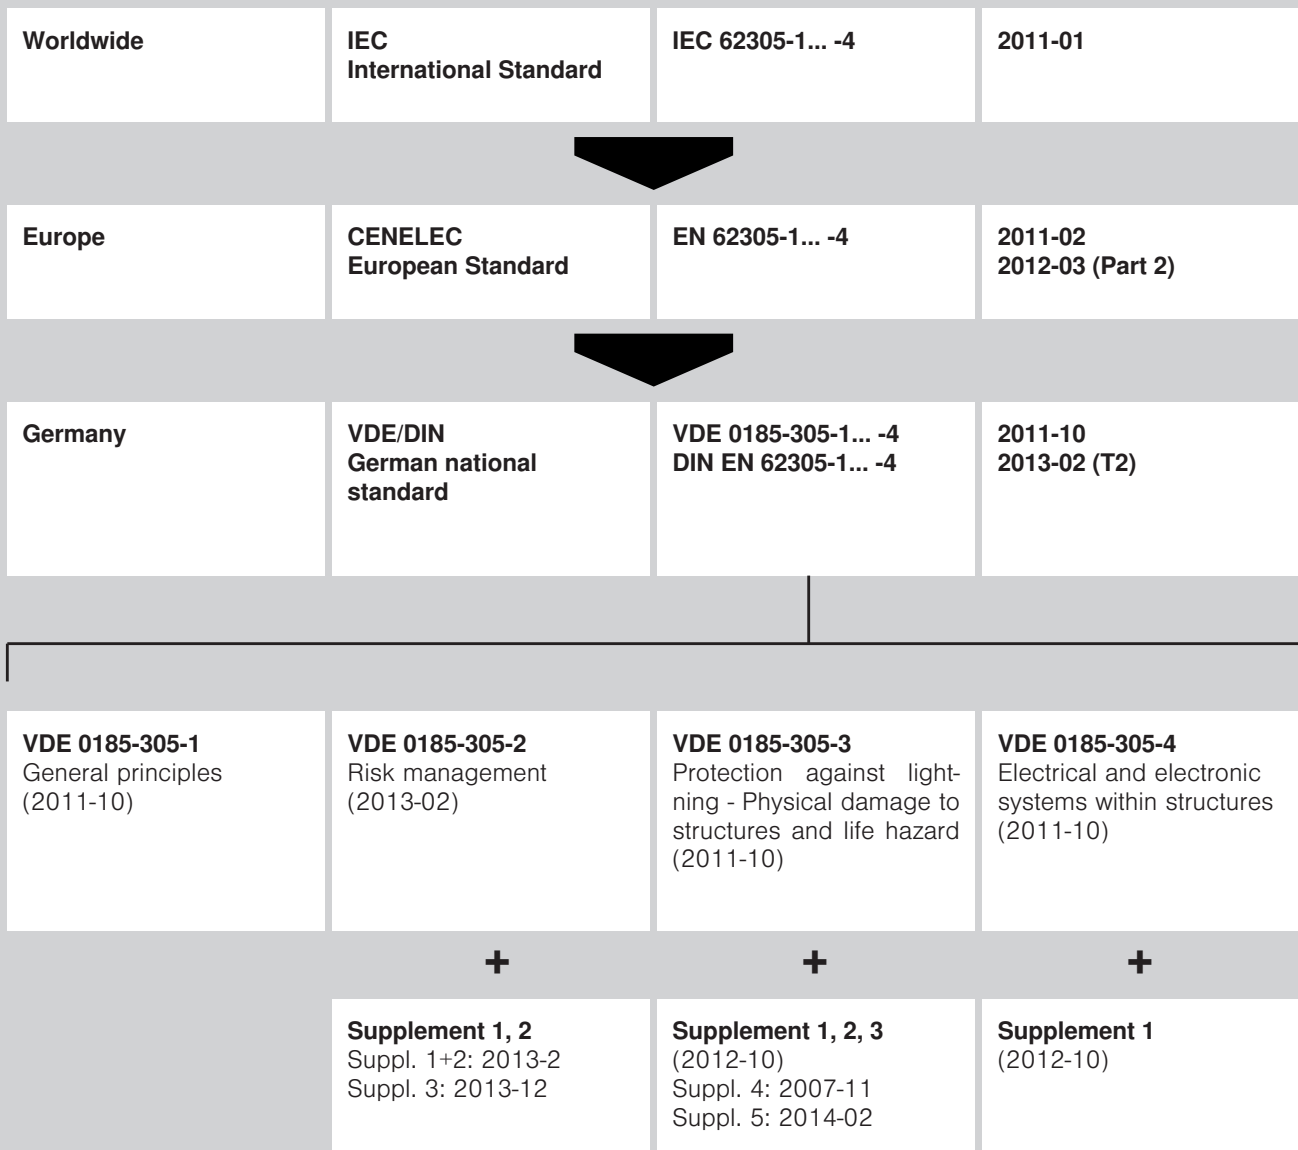 Worldwide
IEC
International Standard
IEC 62305-1... -4
2011-01
Europe
CENELEC
European Standard
EN 62305-1... -4
2011-02
2012-03 (Part 2)
Germany
VDE/DIN
German national
standard
VDE 0185-305-1... -4
DIN EN 62305-1... -4
2011-10
2013-02 (T2)
VDE 0185-305-1
General principles
(2011-10)
VDE 0185-305-2
Risk management
(2013-02)
VDE 0185-305-3
Protection against light-
ning - Physical damage to
structures and life hazard
(2011-10)
VDE 0185-305-4
Electrical and electronic
systems within structures
(2011-10)
+
+
+
Supplement 1, 2
Suppl. 1+2: 2013-2
Suppl. 3: 2013-12
Supplement 1, 2, 3
(2012-10)
Suppl. 4: 2007-11
Suppl. 5: 2014-02
Supplement 1
(2012-10)